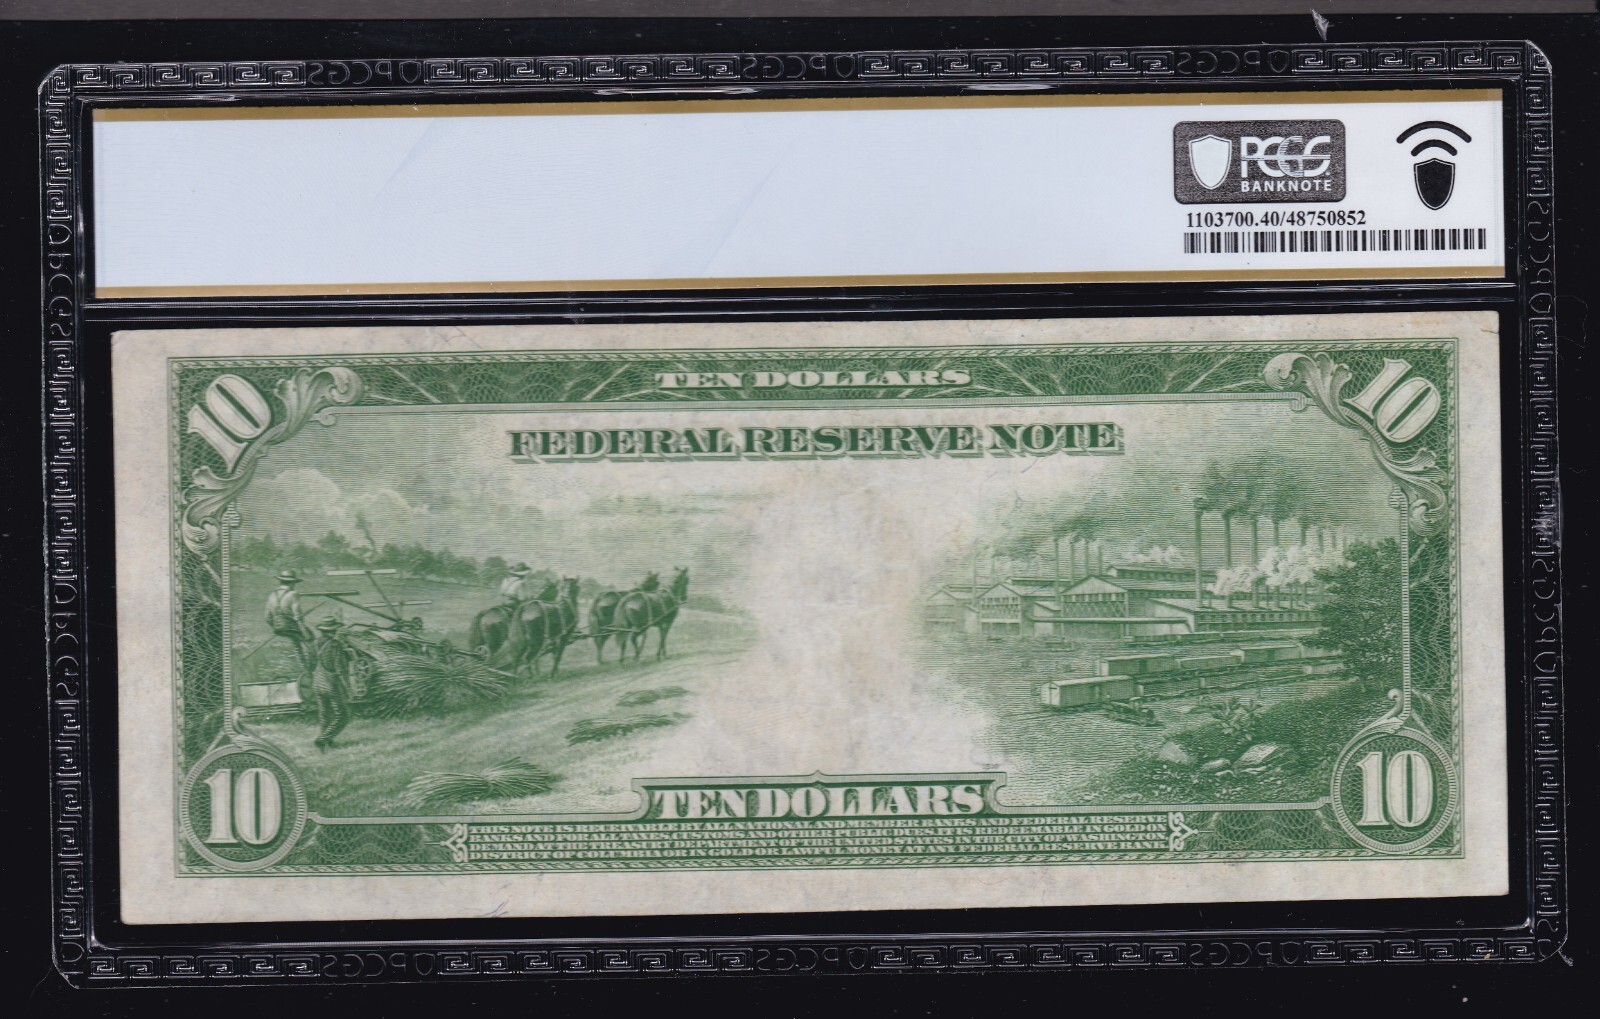 PCGS
BANKNOTE
1103700.40/48750852
10 TEN DOLLARS 10
FEDERAL RESERVE NOTE
10 TEN DOLLARS 10
THIS NOTE IS RECEIVABLE BY ALL NATIONAL AND MEMBER BANKS AND FEDERAL RESERVE
BANKS AND FOR ALL TAXES, CUSTOMS AND OTHER PUBLIC DUES. IT IS REDEEMABLE IN GOLD ON
DEMAND AT THE TREASURY DEPARTMENT OF THE UNITED STATES IN THE CITY OF WASHINGTON,
DISTRICT OF COLUMBIA OR IN GOLD OR LAWFUL MONEY AT ANY FEDERAL RESERVE BANK.